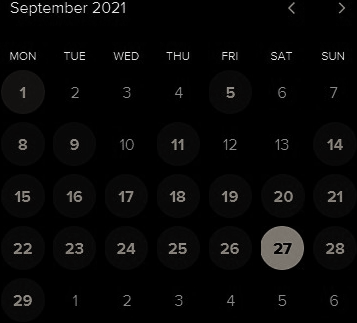 September 2021
MON TUE WED THU FRI SAT SUN
1 2 3 4 5 6 7
8 9 10 11 12 13 14
15 16 17 18 19 20 21
22 23 24 25 26 27 28
29 1 2 3 4 5 6